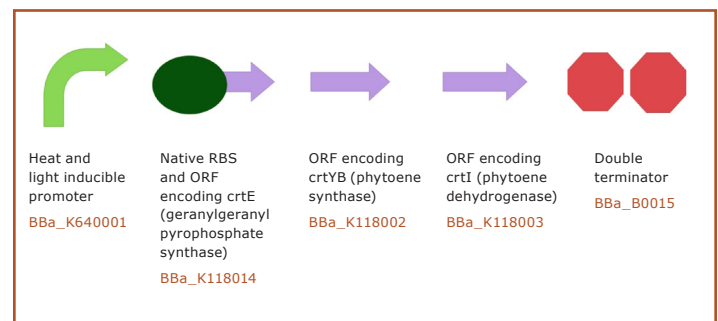 Heat and
light inducible
promoter
BBa_K640001
Native RBS
and ORF
encoding crtE
(geranylgeranyl
pyrophosphate
synthase)
BBa_K118014
ORF encoding
crtYB (phytoene
synthase)
BBa_K118002
ORF encoding
crtI (phytoene
dehydrogenase)
BBa_K118003
Double
terminator
BBa_B0015